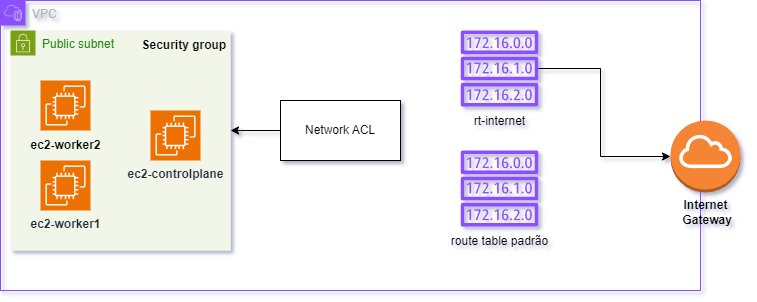 VPC
Public subnet
Security group
ec2-worker2
ec2-controlplane
ec2-worker1
Network ACL
172.16.0.0
172.16.1.0
172.16.2.0
rt-internet
172.16.0.0
172.16.1.0
172.16.2.0
route table padrão
Internet
Gateway